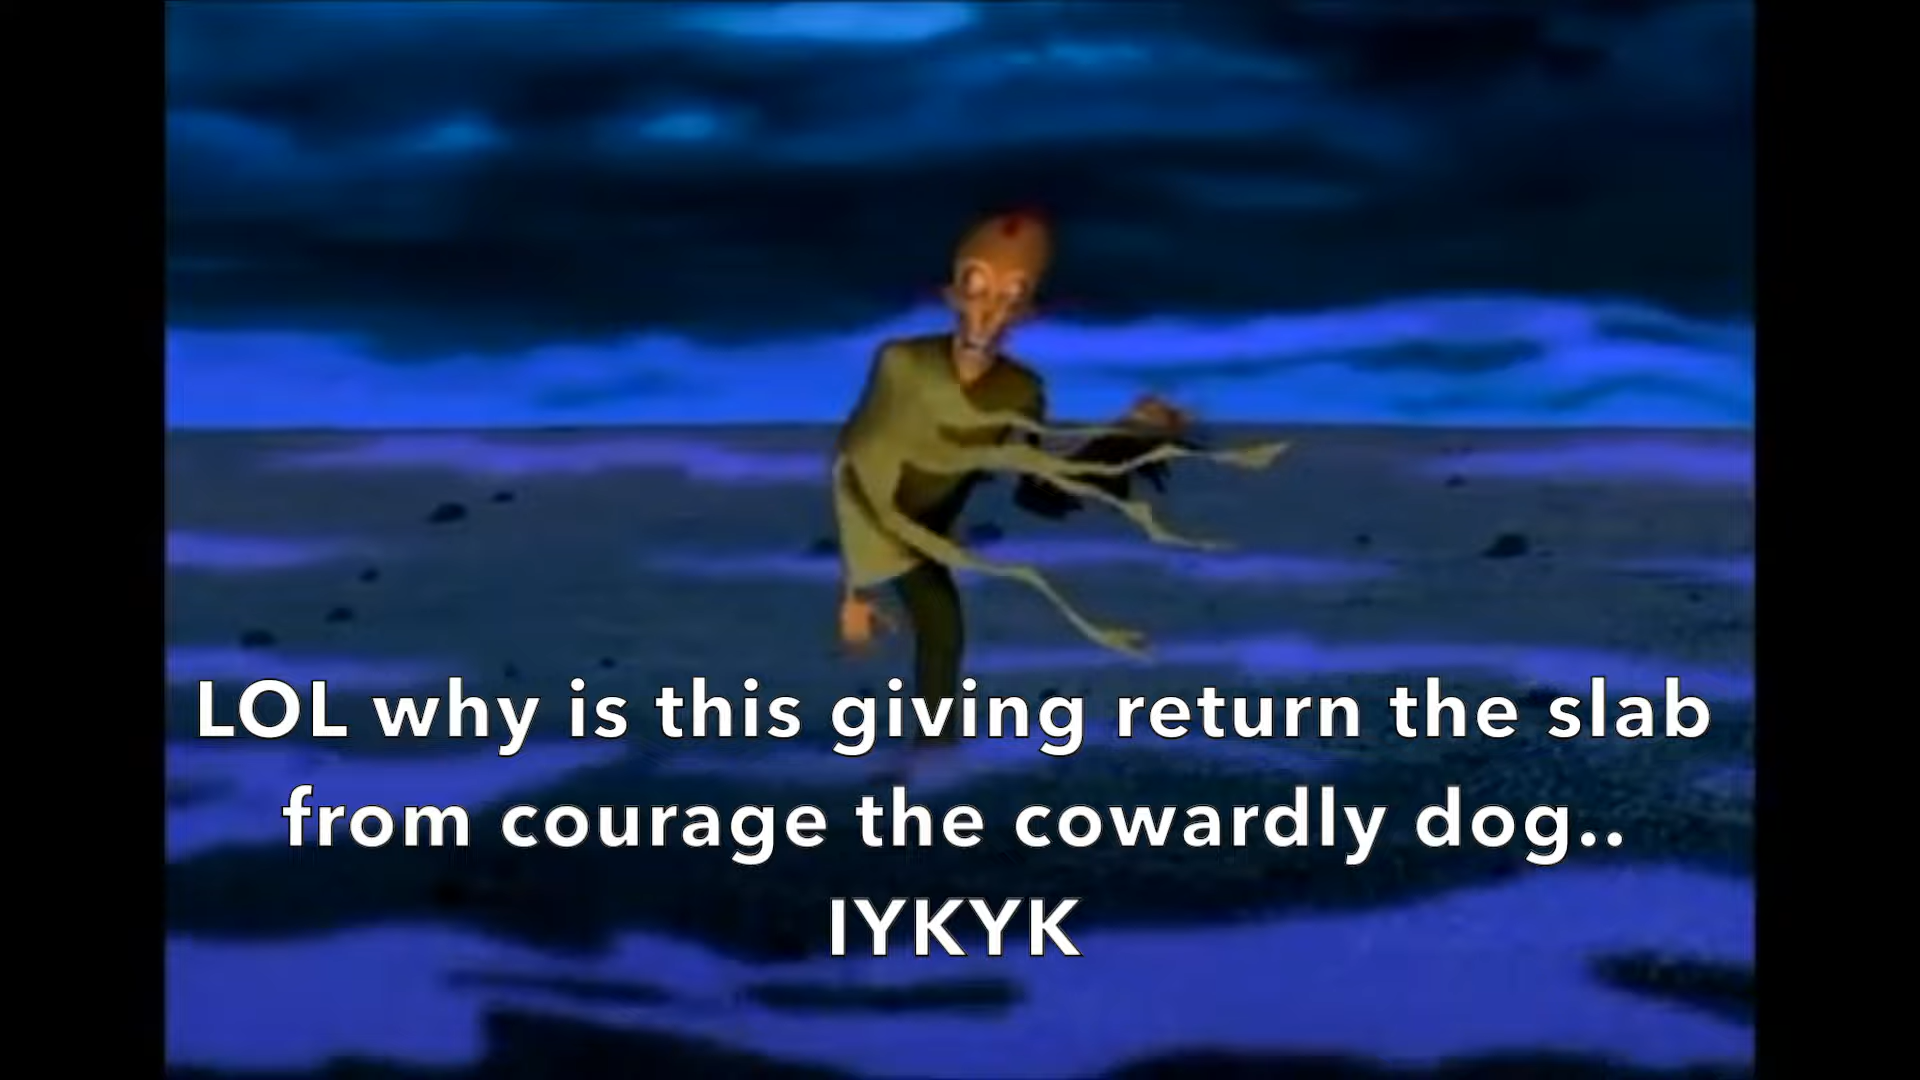 LOL why is this giving return the slab
from courage the cowardly dog..
IYKYK